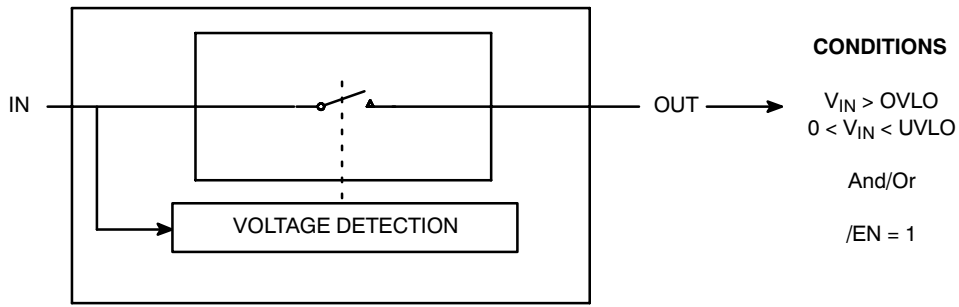 CONDITIONS
IN
OUT
V_IN > OVLO
0 < V_IN < UVLO
And/Or
VOLTAGE DETECTION
/EN = 1